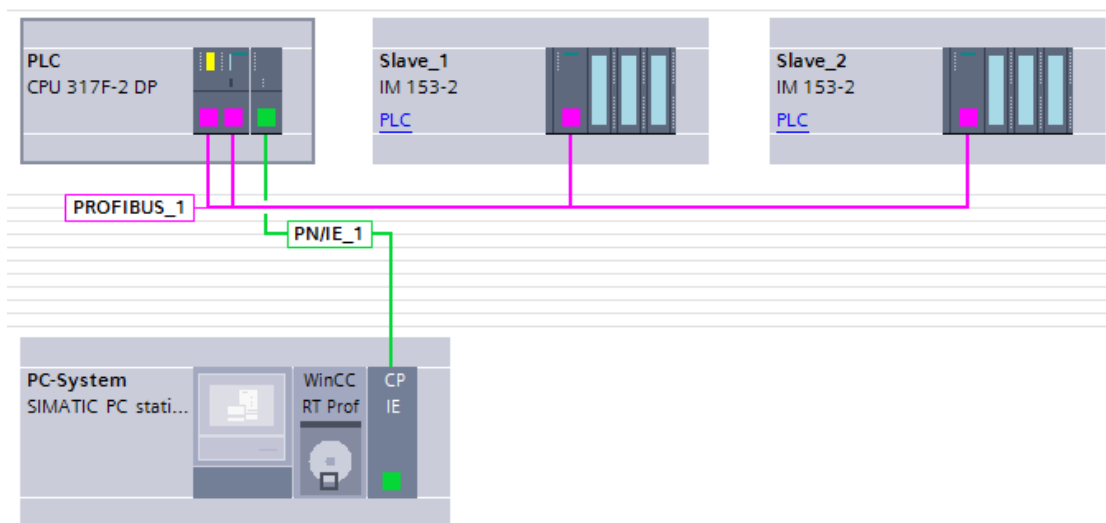 PLC
CPU 317F-2 DP
Slave_1
IM 153-2
PLC
Slave_2
IM 153-2
PLC
PROFIBUS_1
PN/IE_1
PC-System
SIMATIC PC stati...
WinCC
RT Prof
CP
IE